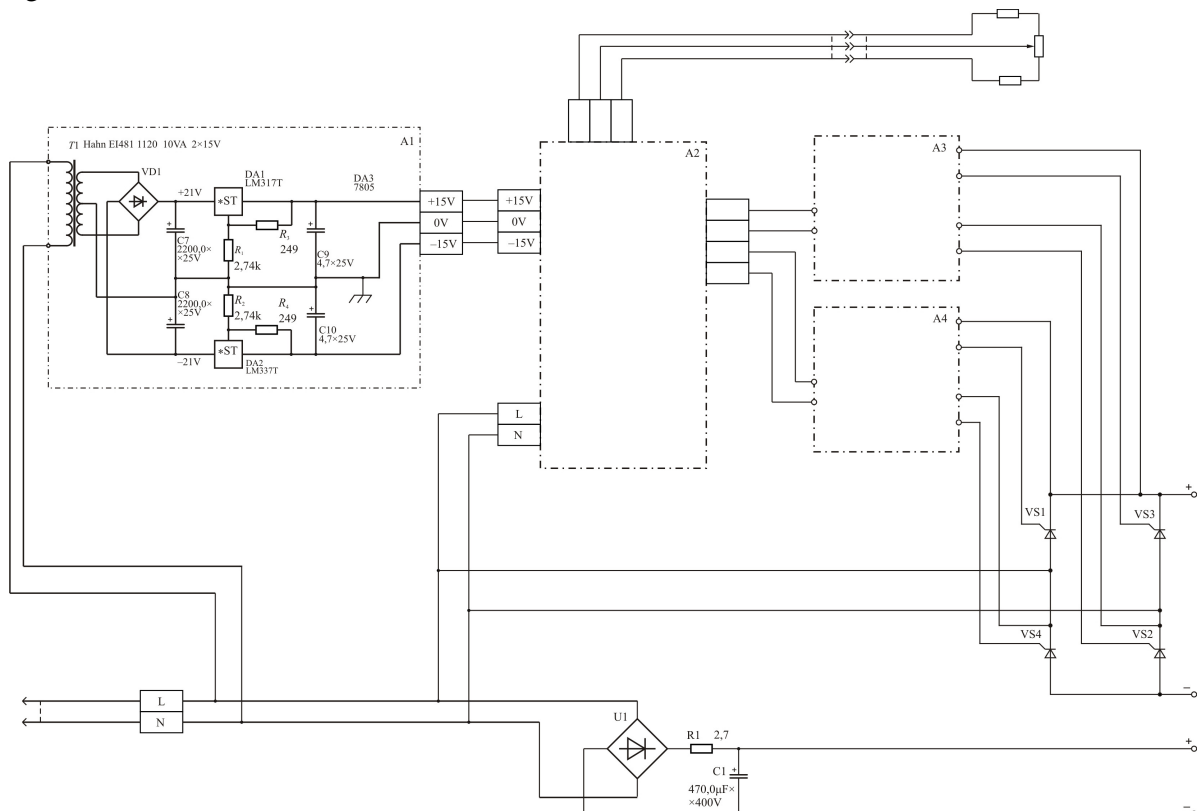 T1 Hahn EI481 1120 10VA 2×15V
A1
VD1
+21V
DA1
LM317T
*ST
DA3
7805
C7
2200,0×
×25V
R1
2,74k
R3
249
C9
4,7×25V
C8
2200,0×
×25V
R2
2,74k
R4
249
C10
4,7×25V
*ST
–21V
DA2
LM337T
+15V
0V
–15V
+15V
0V
–15V
A2
L
N
A3
A4
VS1
VS3
VS4
VS2
+
–
L
N
U1
R1 2,7
C1
+
470,0µF×
×400V
+
–